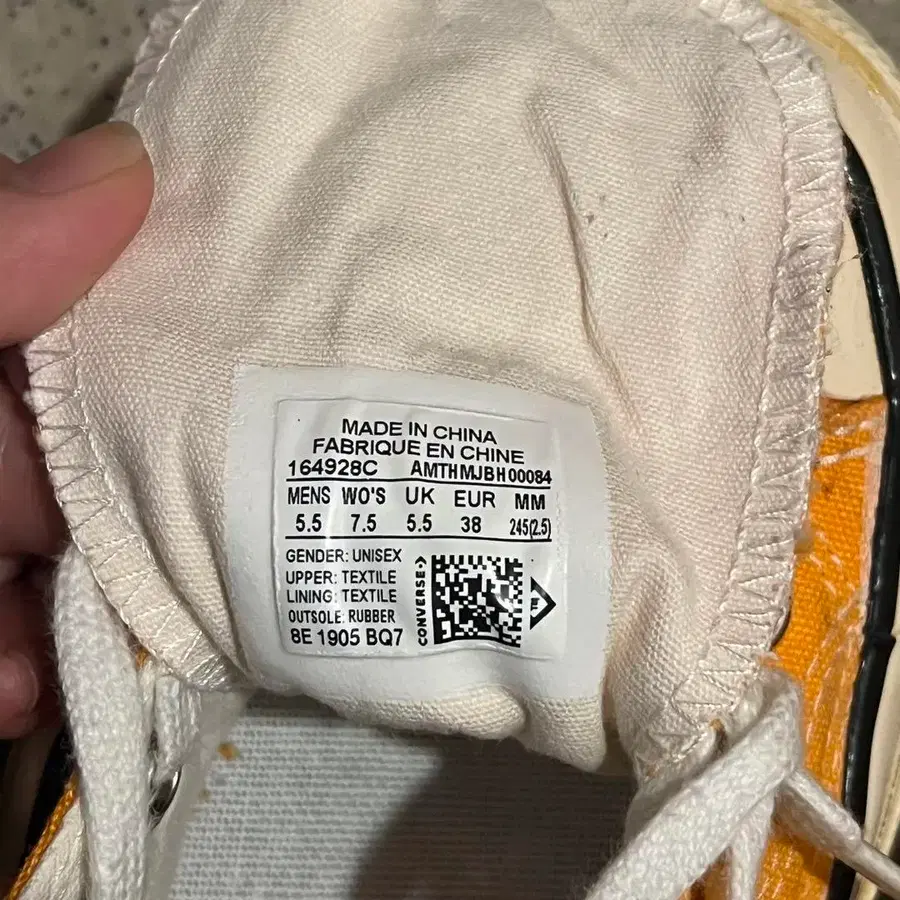 MADE IN CHINA
FABRIQUE EN CHINE
164928C AMTHMJBH00084
MENS WO'S UK EUR MM
5.5 7.5 5.5 38 245(2.5)
GENDER: UNISEX
UPPER: TEXTILE
LINING: TEXTILE
OUTSOLE: RUBBER
8E 1905 BQ7
CONVERSE